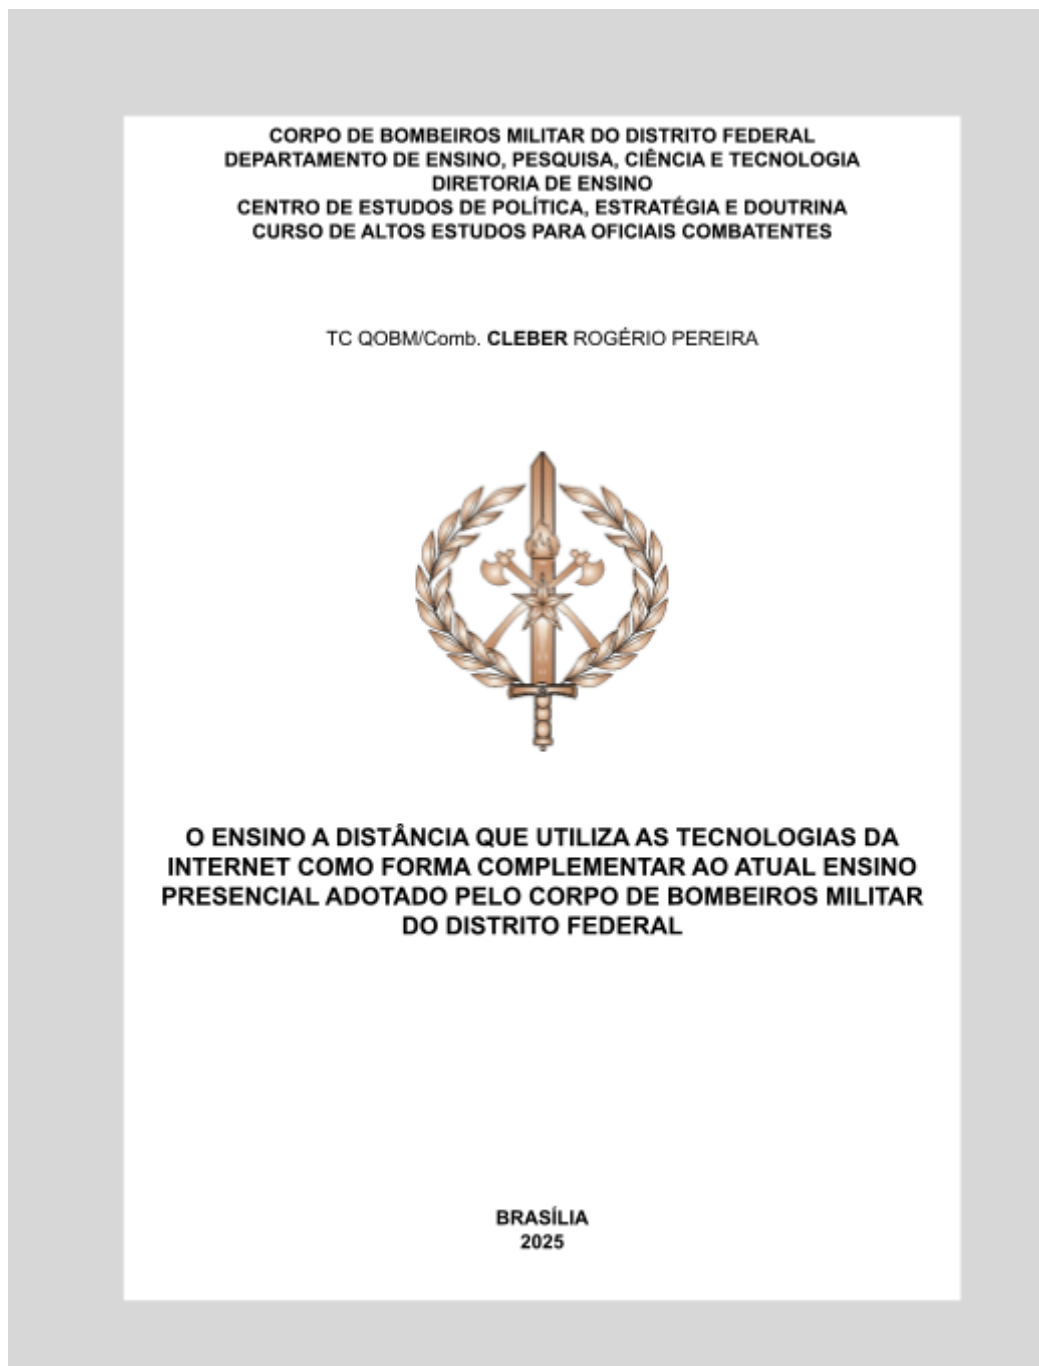 CORPO DE BOMBEIROS MILITAR DO DISTRITO FEDERAL
DEPARTAMENTO DE ENSINO, PESQUISA, CIÊNCIA E TECNOLOGIA
DIRETORIA DE ENSINO
CENTRO DE ESTUDOS DE POLÍTICA, ESTRATÉGIA E DOUTRINA
CURSO DE ALTOS ESTUDOS PARA OFICIAIS COMBATENTES
TC QOBM/Comb. CLEBER ROGÉRIO PEREIRA
O ENSINO A DISTÂNCIA QUE UTILIZA AS TECNOLOGIAS DA
INTERNET COMO FORMA COMPLEMENTAR AO ATUAL ENSINO
PRESENCIAL ADOTADO PELO CORPO DE BOMBEIROS MILITAR
DO DISTRITO FEDERAL
BRASÍLIA
2025